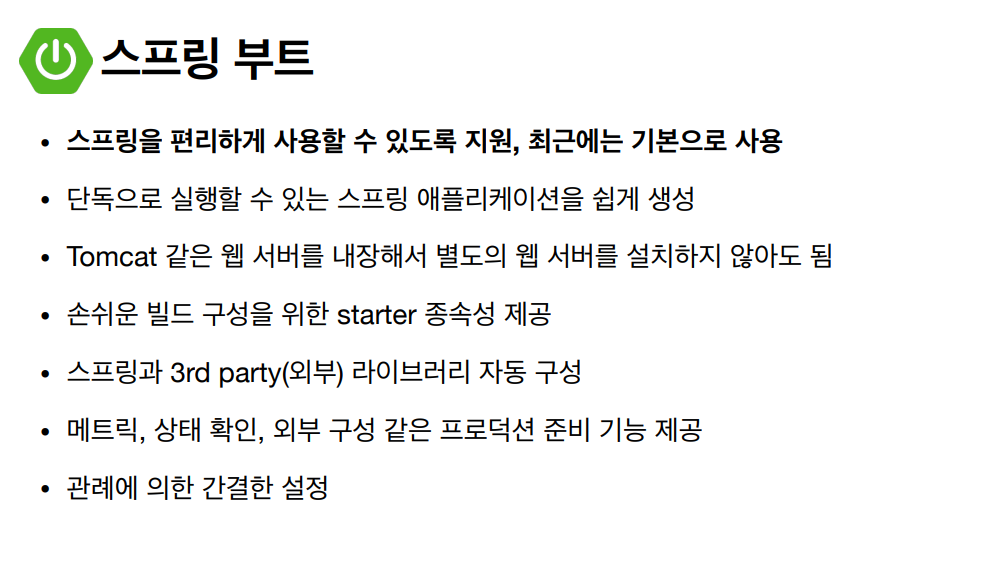 스프링 부트
• 스프링을 편리하게 사용할 수 있도록 지원, 최근에는 기본으로 사용
• 단독으로 실행할 수 있는 스프링 애플리케이션을 쉽게 생성
• Tomcat 같은 웹 서버를 내장해서 별도의 웹 서버를 설치하지 않아도 됨
• 손쉬운 빌드 구성을 위한 starter 종속성 제공
• 스프링과 3rd party(외부) 라이브러리 자동 구성
• 메트릭, 상태 확인, 외부 구성 같은 프로덕션 준비 기능 제공
• 관례에 의한 간결한 설정